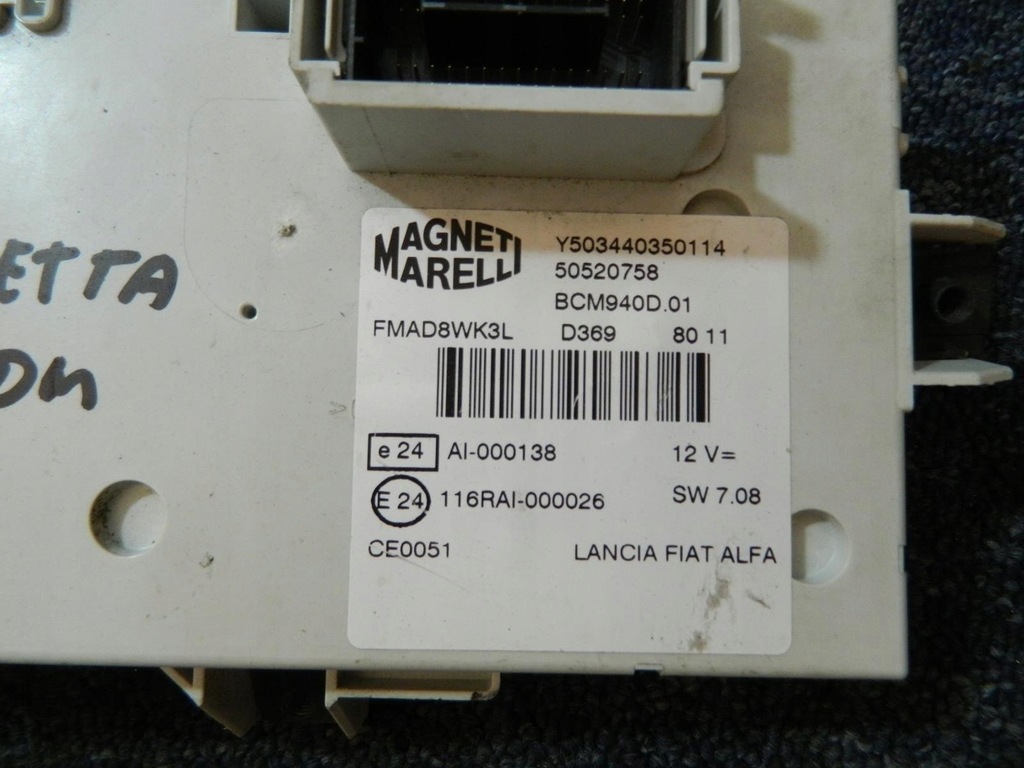 MAGNETI
MARELLI
Y503440350114
50520758
BCM940D.01
FMAD8WK3L D369 80 11
e 24 AI-000138 12 V=
E 24 116RAI-000026 SW 7.08
CE0051 LANCIA FIAT ALFA
ETTA